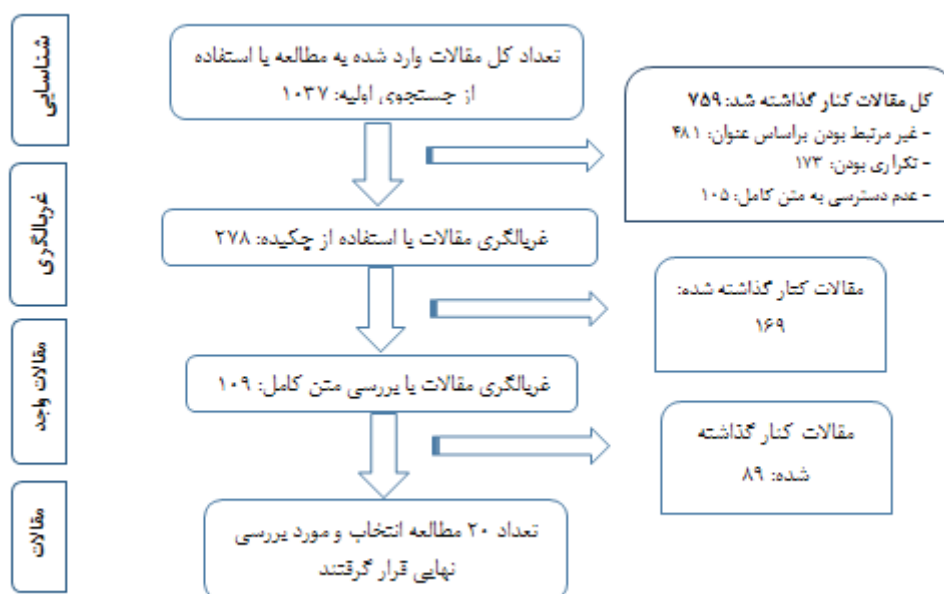 شناسایی
تعداد کل مقالات وارد شده به مطالعه با استفاده
از جستجوی اولیه: ۱۰۳۷
کل مقالات کنار گذاشته شد: ۷۵۹
- غیر مرتبط بودن براساس عنوان: ۴۸۱
- تکراری بودن: ۱۷۳
- عدم دسترسی به متن کامل: ۱۰۵
غربالگری
غربالگری مقالات با استفاده از چکیده: ۲۷۸
مقالات کنار گذاشته شده:
۱۶۹
مقالات واجد
غربالگری مقالات با بررسی متن کامل: ۱۰۹
مقالات کنار گذاشته
شده: ۸۹
مقالات
تعداد ۲۰ مطالعه انتخاب و مورد بررسی
نهایی قرار گرفتند